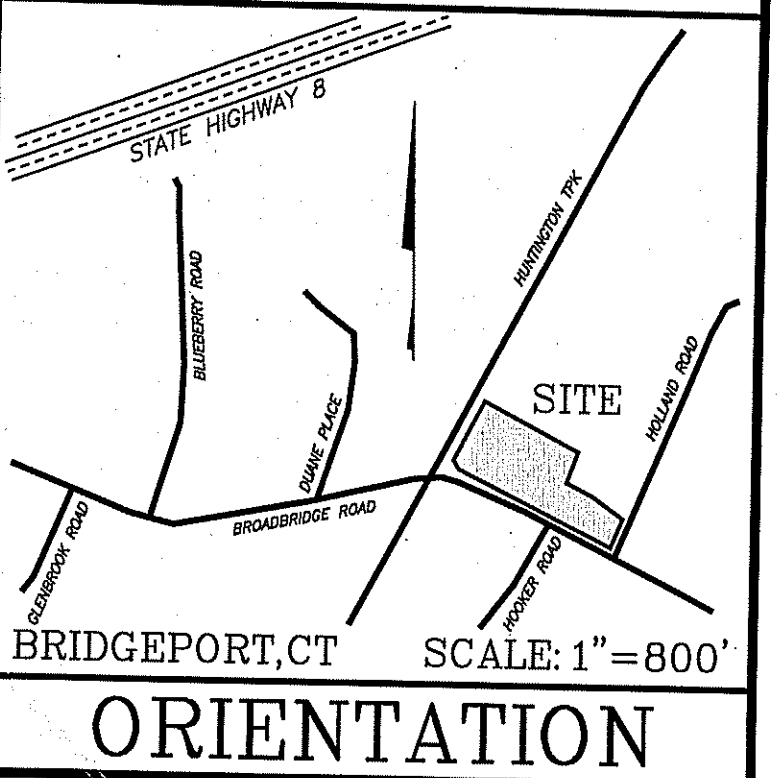 STATE HIGHWAY 8
HUNTINGTON TPK
BLUEBERRY ROAD
HOLLAND ROAD
SITE
DUANE PLACE
BROADBRIDGE ROAD
GLENBROOK ROAD
HOOKER ROAD
BRIDGEPORT,CT
SCALE: 1"=800'
ORIENTATION